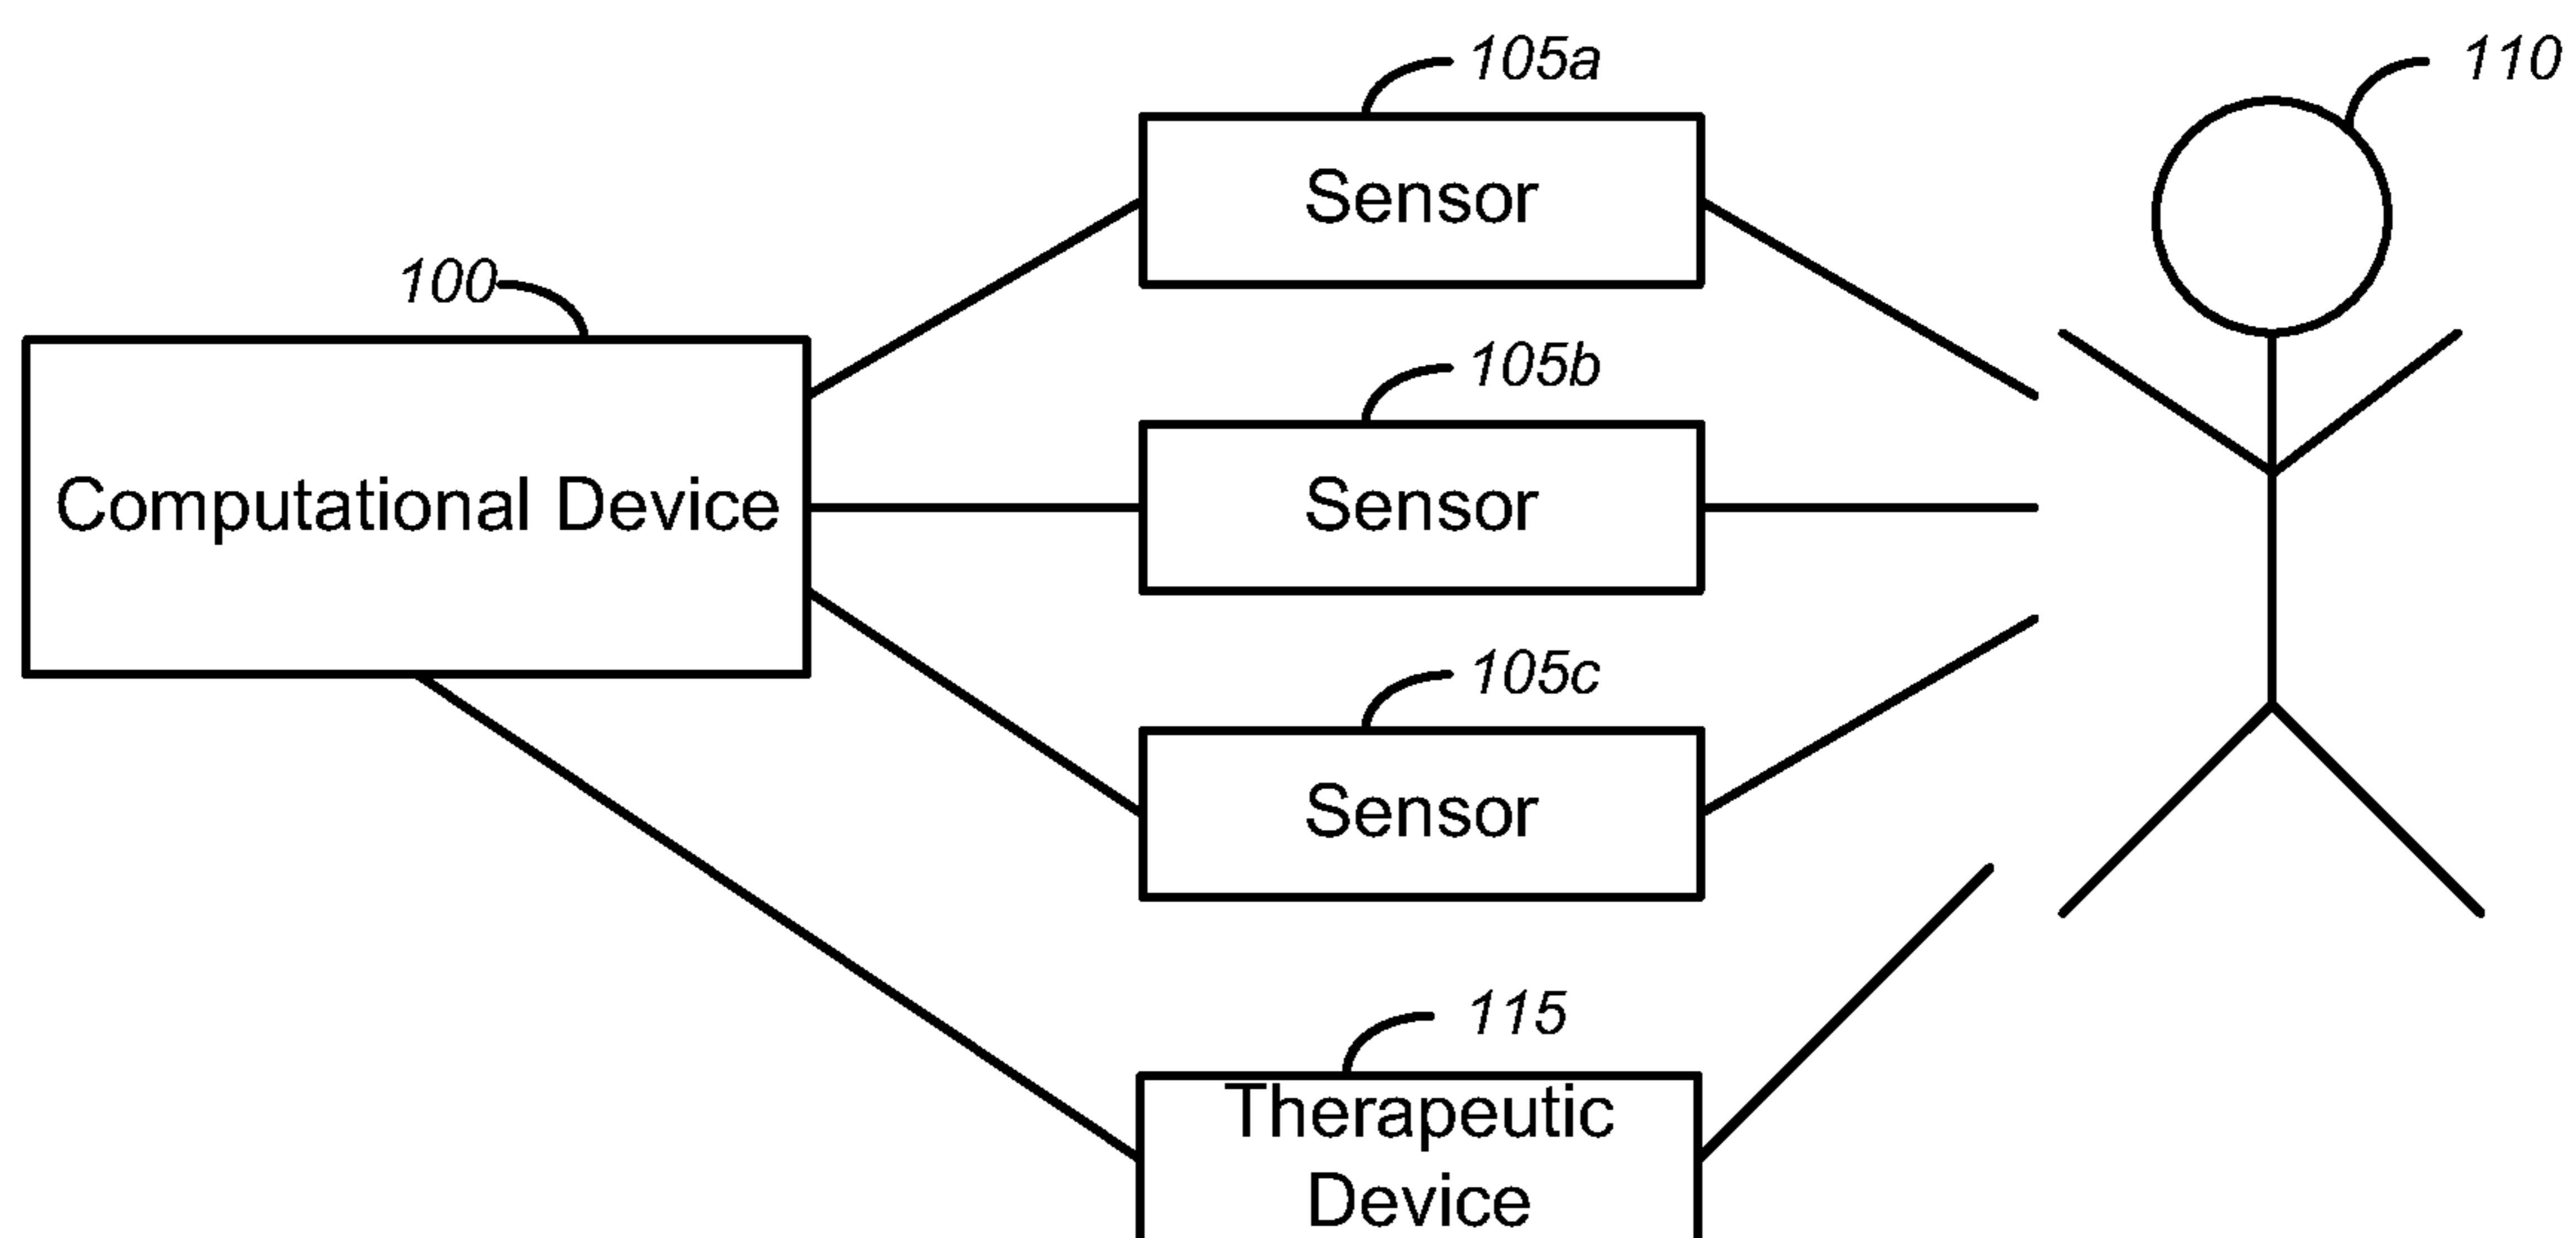 105a
110
Sensor
100
105b
Computational Device
Sensor
105c
Sensor
115
Therapeutic
Device